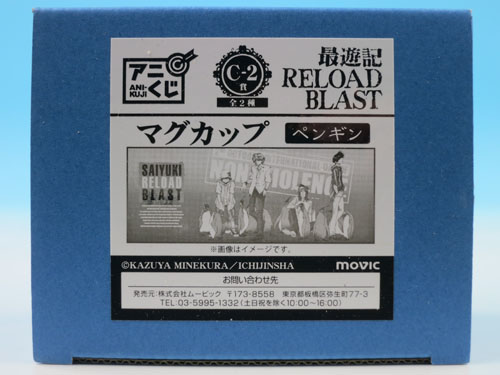 アニくじ
ANI-KUJI
C-2
賞
全2種
最遊記
RELOAD
BLAST
マグカップ ペンギン
SAIYUKI
RELOAD
BLAST
NON VIOLENCE
※画像はイメージです。
©KAZUYA MINEKURA/ICHIJINSHA movic
お問い合わせ先
発売元:株式会社ムービック 〒173-8558 東京都板橋区弥生町77-3
TEL:03-5995-1332(土日祝を除く10:00~16:00)